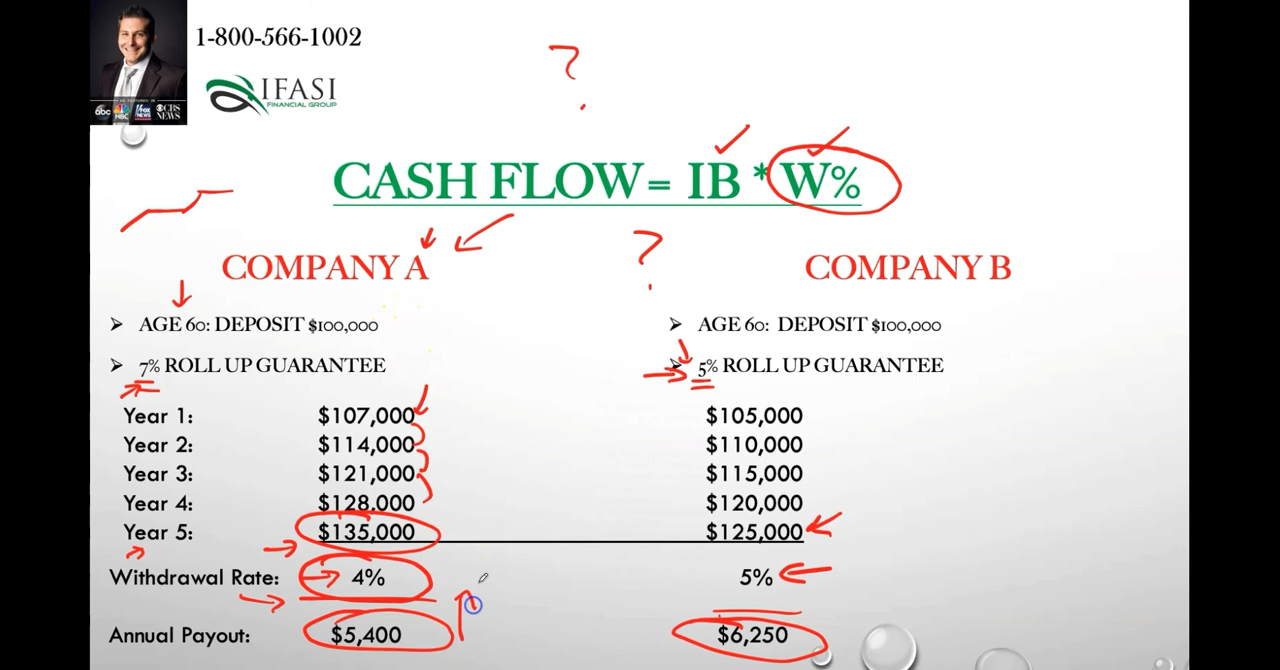 1-800-566-1002
abc NBC FOX NEWS CBS NEWS
IFASI
FINANCIAL GROUP
?
CASH FLOW = IB * W%
?
COMPANY A
➢ AGE 60: DEPOSIT $100,000
➢ 7% ROLL UP GUARANTEE
Year 1: $107,000
Year 2: $114,000
Year 3: $121,000
Year 4: $128,000
Year 5: $135,000
Withdrawal Rate: 4%
Annual Payout: $5,400
COMPANY B
➢ AGE 60: DEPOSIT $100,000
➢ 5% ROLL UP GUARANTEE
$105,000
$110,000
$115,000
$120,000
$125,000
5%
$6,250